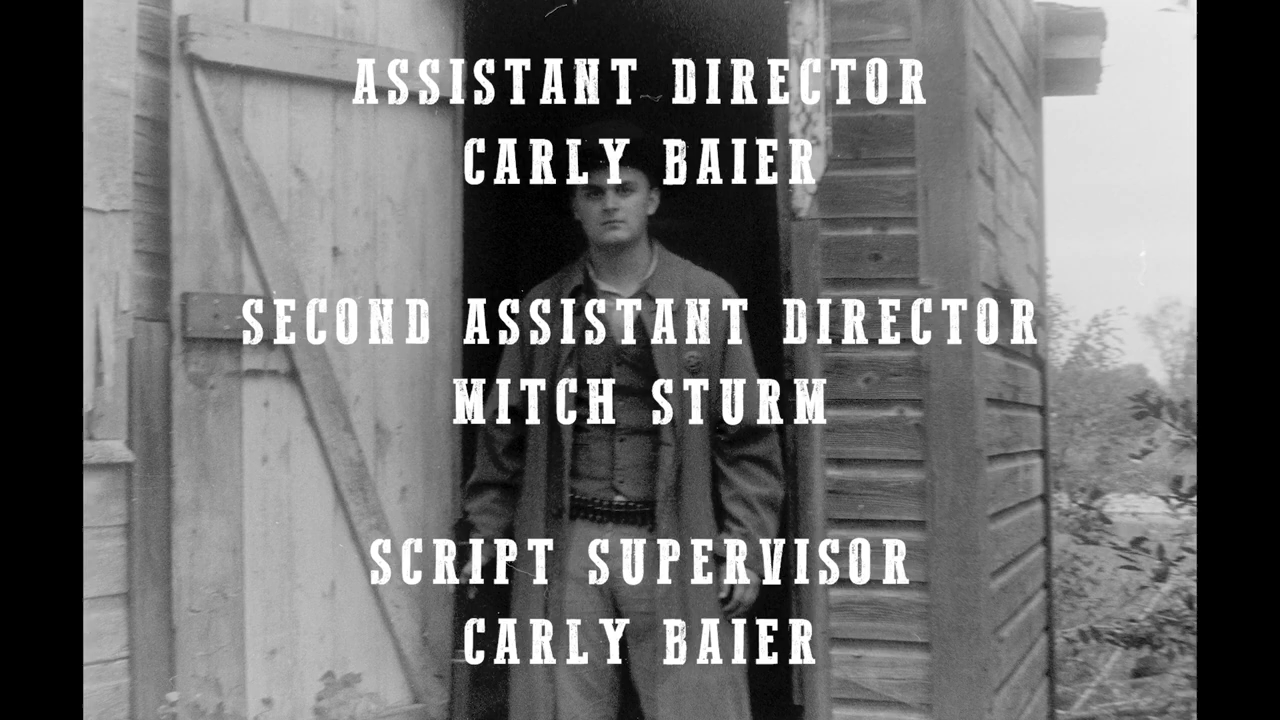 ASSISTANT DIRECTOR
CARLY BAIER
SECOND ASSISTANT DIRECTOR
MITCH STURM
SCRIPT SUPERVISOR
CARLY BAIER